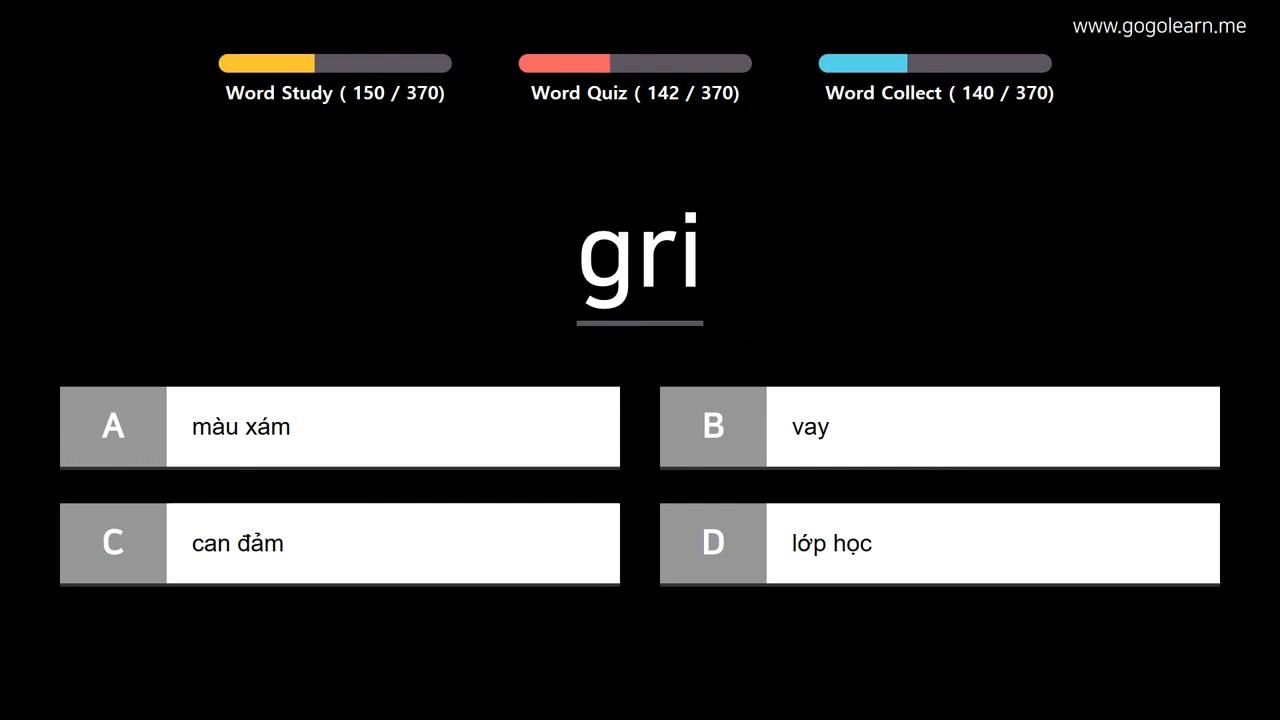 www.gogolearn.me
Word Study ( 150 / 370)
Word Quiz ( 142 / 370)
Word Collect ( 140 / 370)
gri
A
màu xám
B
vay
C
can đảm
D
lớp học